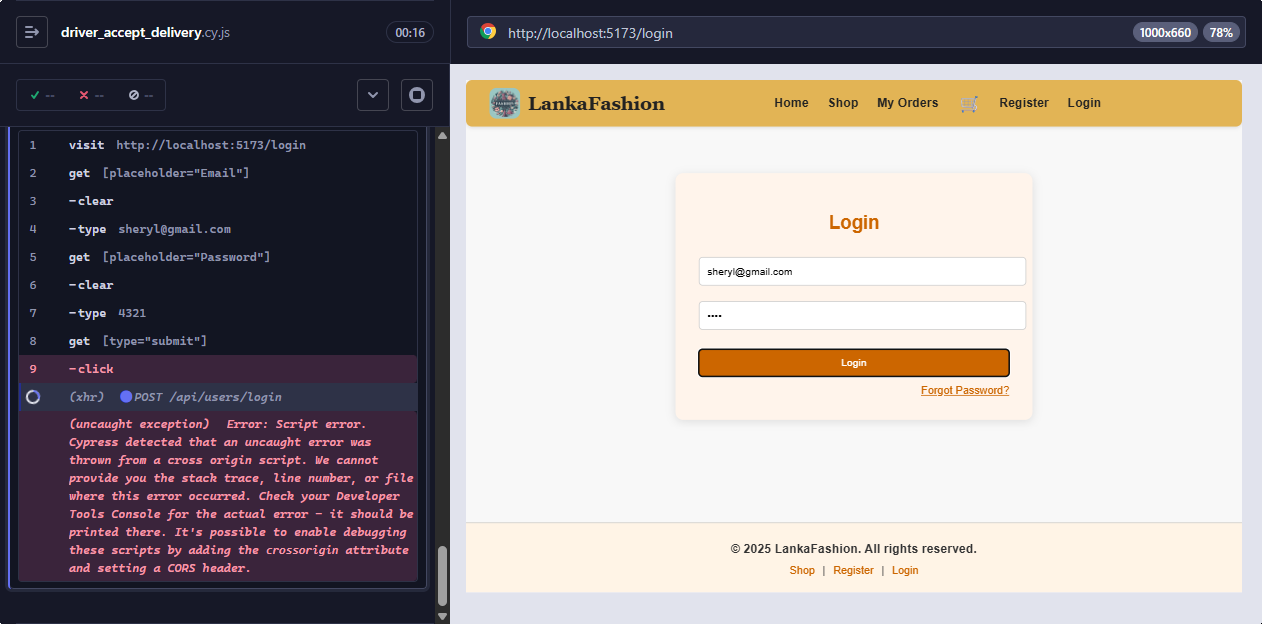 driver_accept_delivery.cy.js
00:16
--
--
--
1 visit http://localhost:5173/login
2 get [placeholder="Email"]
3 -clear
4 -type sheryl@gmail.com
5 get [placeholder="Password"]
6 -clear
7 -type 4321
8 get [type="submit"]
9 -click
(xhr) POST /api/users/login
(uncaught exception) Error: Script error.
Cypress detected that an uncaught error was
thrown from a cross origin script. We cannot
provide you the stack trace, line number, or file
where this error occurred. Check your Developer
Tools Console for the actual error - it should be
printed there. It's possible to enable debugging
these scripts by adding the crossorigin attribute
and setting a CORS header.
http://localhost:5173/login
1000x660
78%
FASHION
LankaFashion
Home Shop My Orders Register Login
Login
sheryl@gmail.com
••••
Login
Forgot Password?
© 2025 LankaFashion. All rights reserved.
Shop | Register | Login